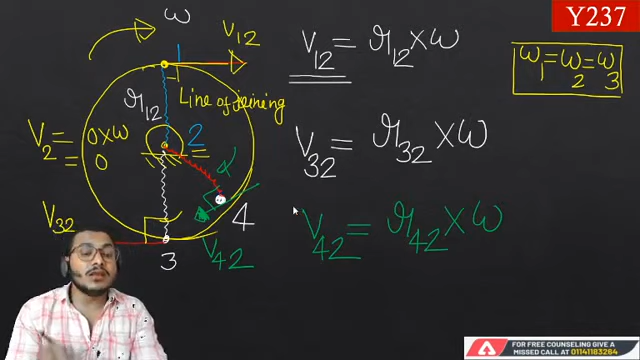 Y237
ω
V12
V12 = r12 × ω
ω1 = ω2 = ω3
1
r12
Line of joining
V2 = 0×ω
= 0
2
V32 = r32 × ω
V32
4
V42
V42 = r42 × ω
3
FOR FREE COUNSELING GIVE A
MISSED CALL ON 01141183264